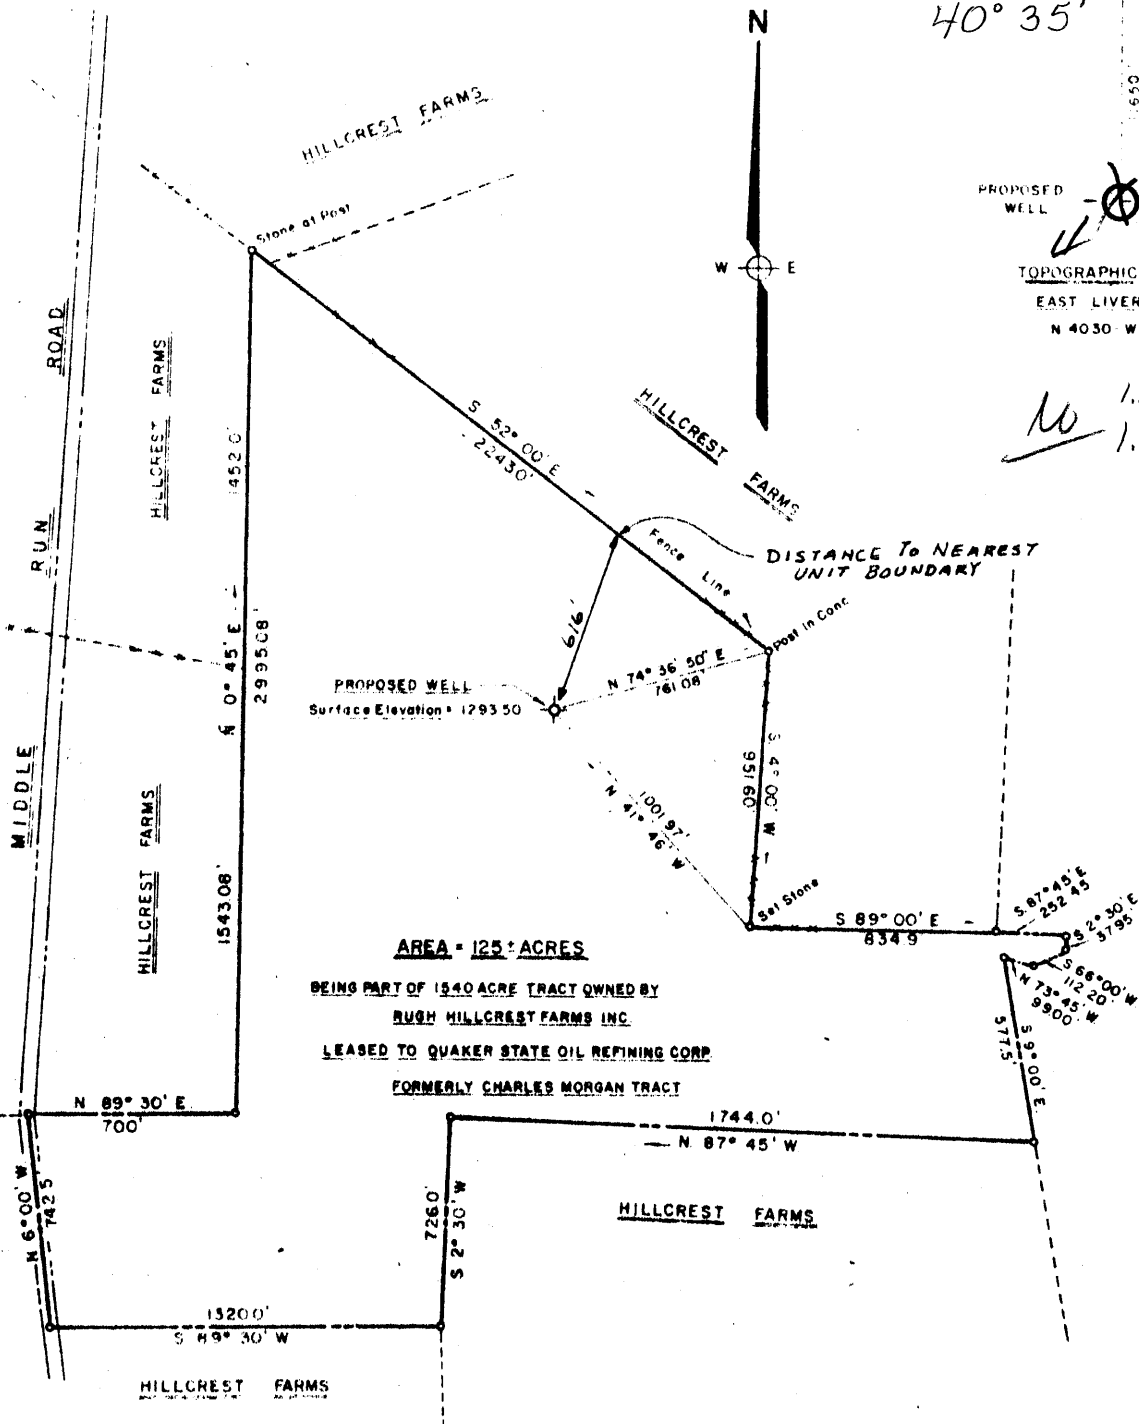 40° 35'
N
1650
HILLCREST FARMS
PROPOSED
WELL
Stone at Post
W E
TOPOGRAPHIC
EAST LIVER
N 4030 W
HILLCREST FARMS
MIDDLE RUN ROAD
S 52° 00' E
2243.0'
HILLCREST FARMS
No
1452.0'
DISTANCE TO NEAREST
UNIT BOUNDARY
Fence Line
616'
Post in Conc.
N 0° 45' E
2995.08'
N 74° 36' 50" E
761.08'
PROPOSED WELL
Surface Elevation = 1293.50
S 4° 00' W
951.60'
1001.97'
N 41° 46' W
HILLCREST FARMS
1543.08'
Set Stone
S 89° 00' E
834.9
S. 87° 45' E
252.45
S 2° 30' E
37.95'
S 66° 00' W
112.20'
N 73° 45' W
99.00'
S 9° 00' E
577.5'
AREA = 125 ± ACRES
BEING PART OF 1540 ACRE TRACT OWNED BY
RUGH HILLCREST FARMS INC.
LEASED TO QUAKER STATE OIL REFINING CORP.
FORMERLY CHARLES MORGAN TRACT
N 89° 30' E
700'
1744.0'
N. 87° 45' W
N 6° 00' W
742.5'
726.0'
S 2° 30' W
HILLCREST FARMS
1320.0'
S 89° 30' W
HILLCREST FARMS